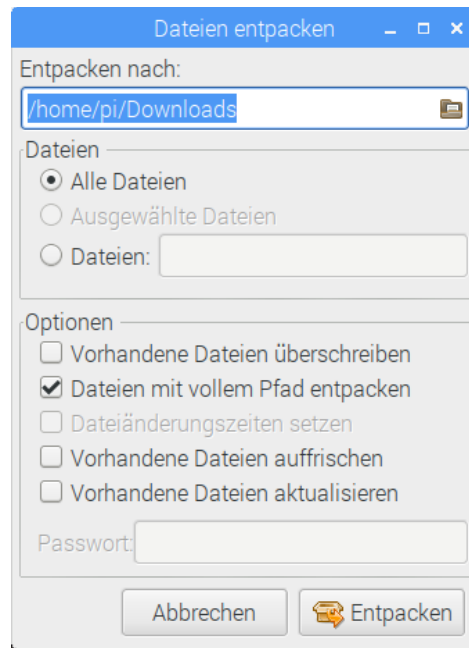 Dateien entpacken
Entpacken nach:
/home/pi/Downloads
Dateien
Alle Dateien
Ausgewählte Dateien
Dateien:
Optionen
Vorhandene Dateien überschreiben
Dateien mit vollem Pfad entpacken
Dateiänderungszeiten setzen
Vorhandene Dateien auffrischen
Vorhandene Dateien aktualisieren
Passwort:
Abbrechen Entpacken